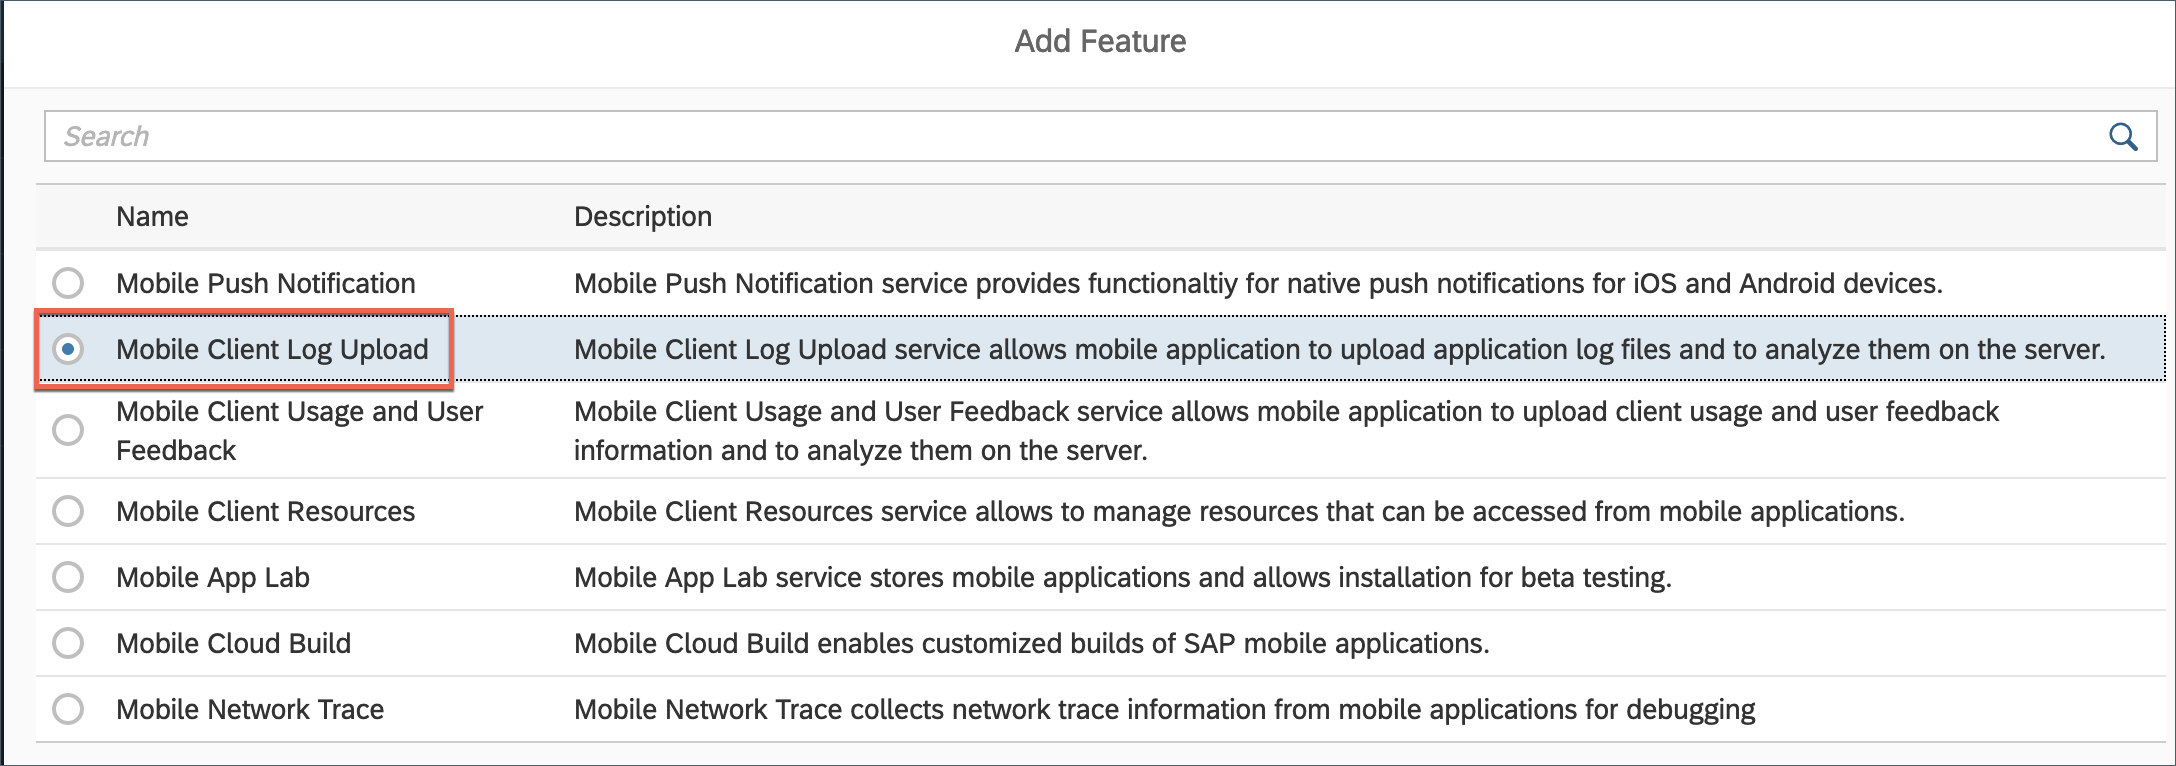 Add Feature
Search
Name Description
Mobile Push Notification Mobile Push Notification service provides functionaltiy for native push notifications for iOS and Android devices.
Mobile Client Log Upload Mobile Client Log Upload service allows mobile application to upload application log files and to analyze them on the server.
Mobile Client Usage and User Mobile Client Usage and User Feedback service allows mobile application to upload client usage and user feedback
Feedback information and to analyze them on the server.
Mobile Client Resources Mobile Client Resources service allows to manage resources that can be accessed from mobile applications.
Mobile App Lab Mobile App Lab service stores mobile applications and allows installation for beta testing.
Mobile Cloud Build Mobile Cloud Build enables customized builds of SAP mobile applications.
Mobile Network Trace Mobile Network Trace collects network trace information from mobile applications for debugging